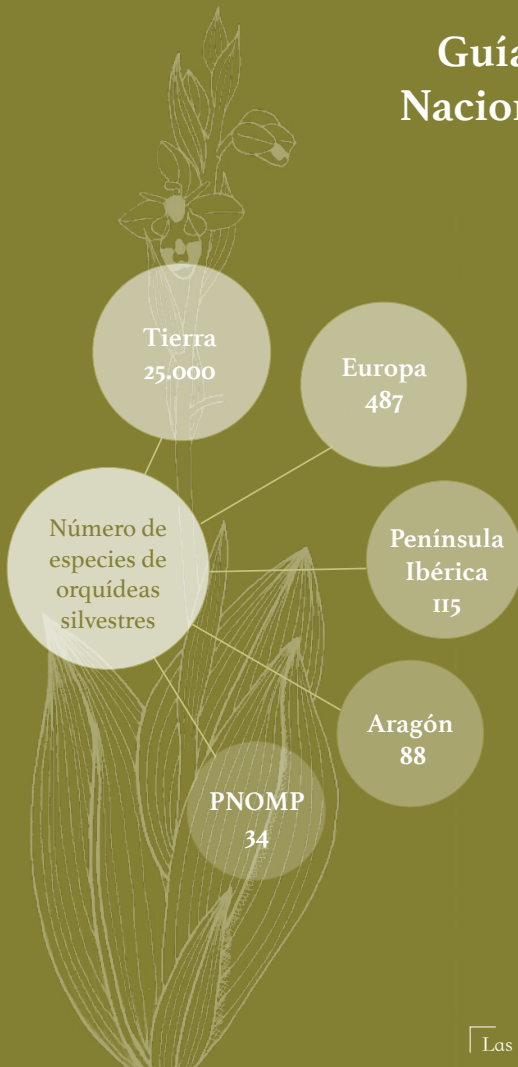 Guía
Nacion
Tierra
25.000
Europa
487
Número de
especies de
orquídeas
silvestres
Península
Ibérica
115
Aragón
88
PNOMP
34
Las